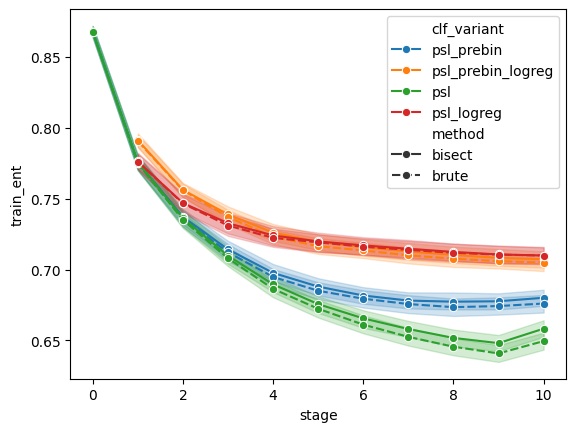 clf_variant
psl_prebin
psl_prebin_logreg
psl
psl_logreg
method
bisect
brute
train_ent
0.85
0.80
0.75
0.70
0.65
0 2 4 6 8 10
stage